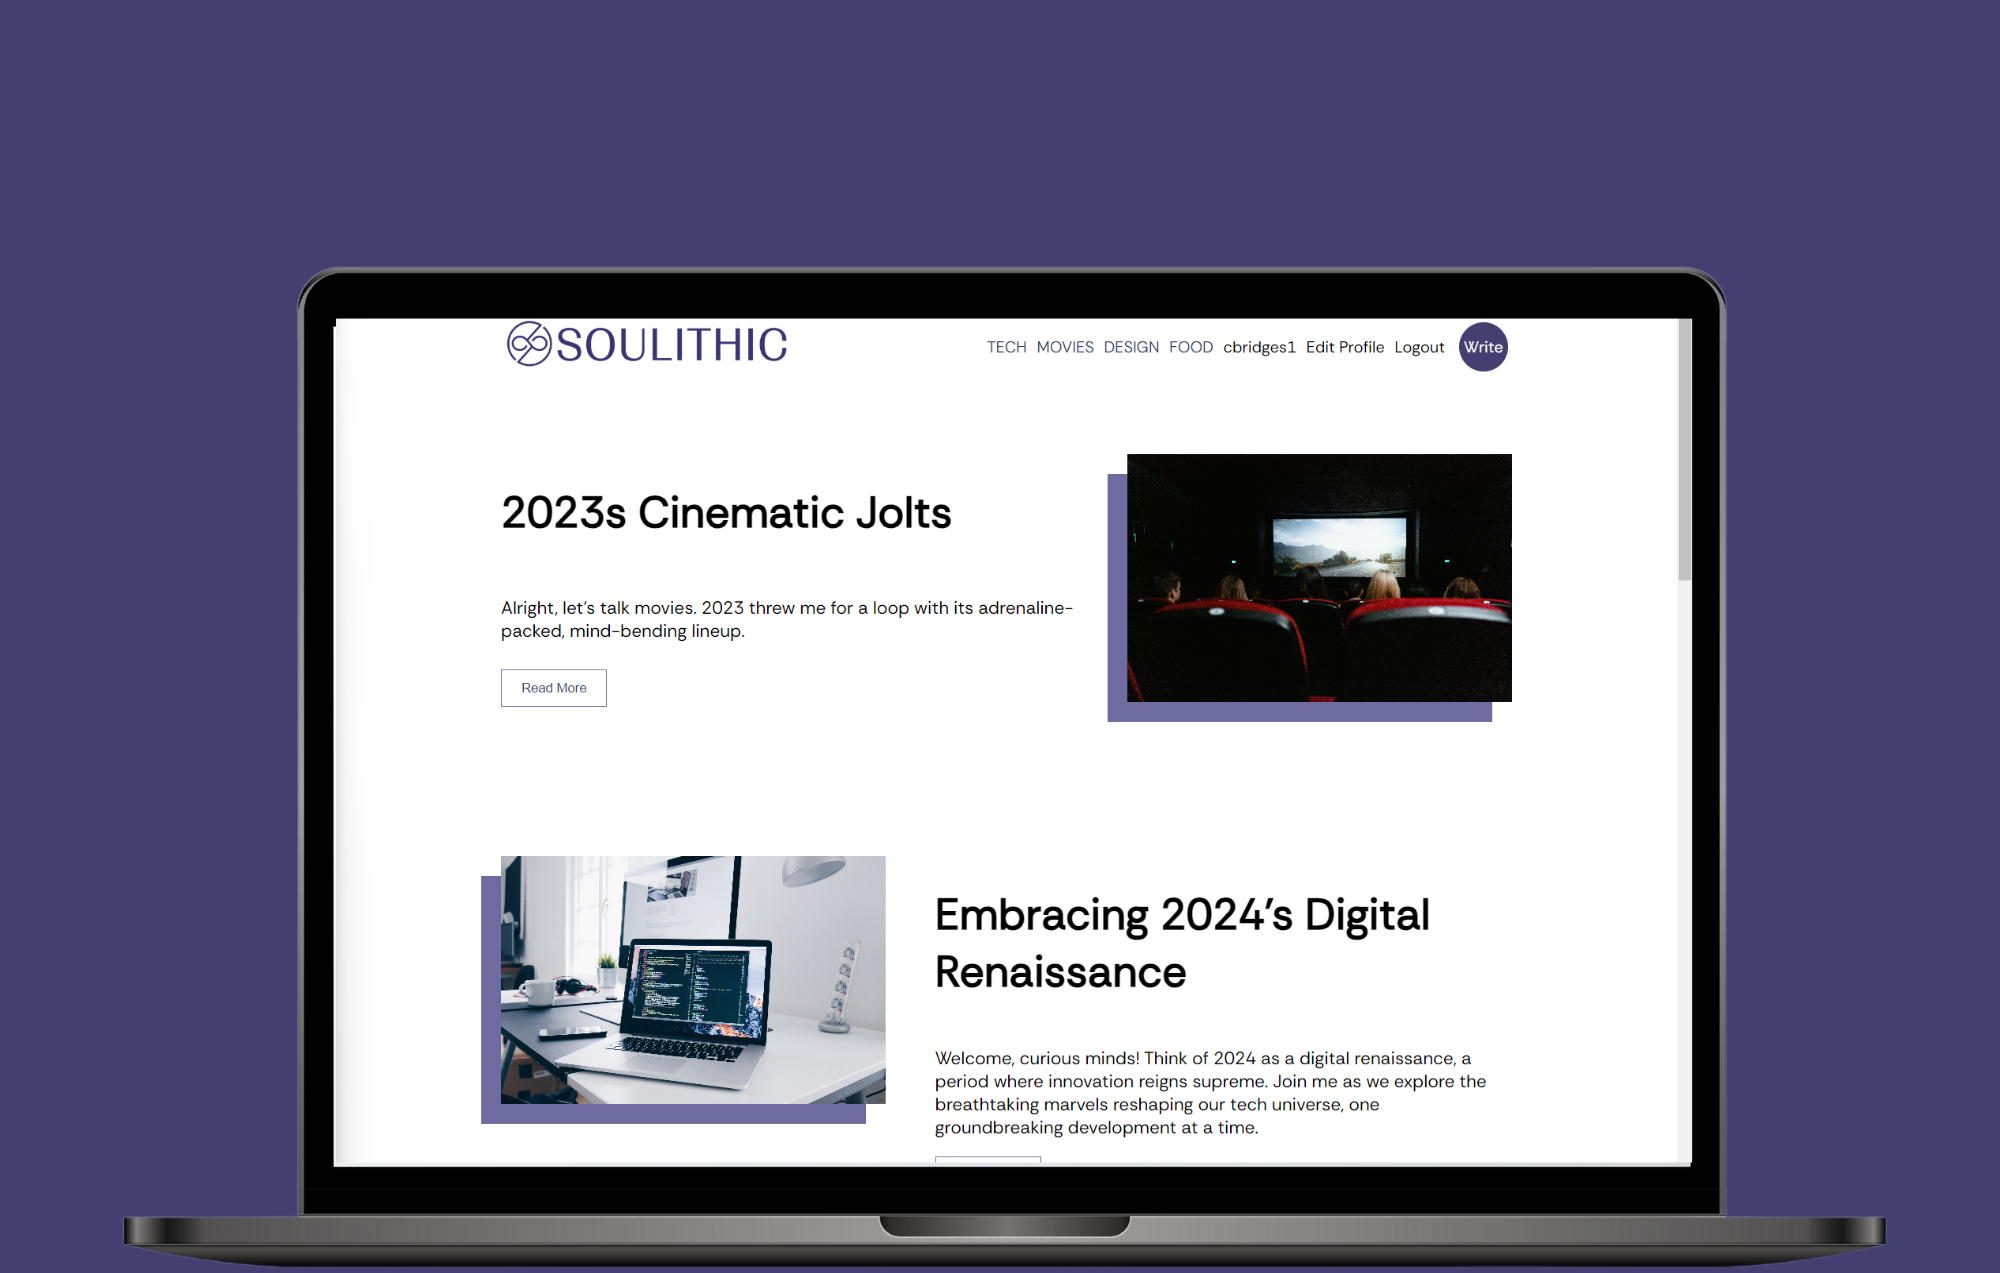 SOULITHIC
TECH MOVIES DESIGN FOOD cbridges1 Edit Profile Logout Write
2023s Cinematic Jolts
Alright, let's talk movies. 2023 threw me for a loop with its adrenaline-
packed, mind-bending lineup.
Read More
Embracing 2024's Digital
Renaissance
Welcome, curious minds! Think of 2024 as a digital renaissance, a
period where innovation reigns supreme. Join me as we explore the
breathtaking marvels reshaping our tech universe, one
groundbreaking development at a time.